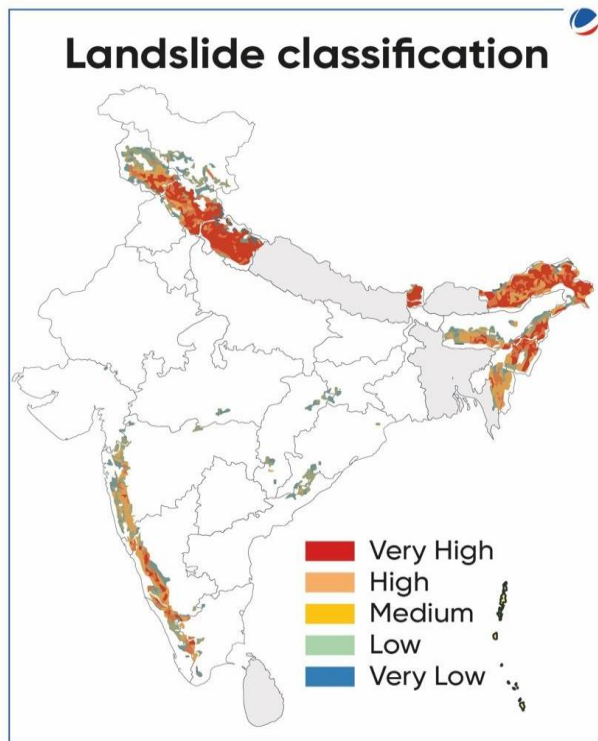 Landslide classification
Very High
High
Medium
Low
Very Low